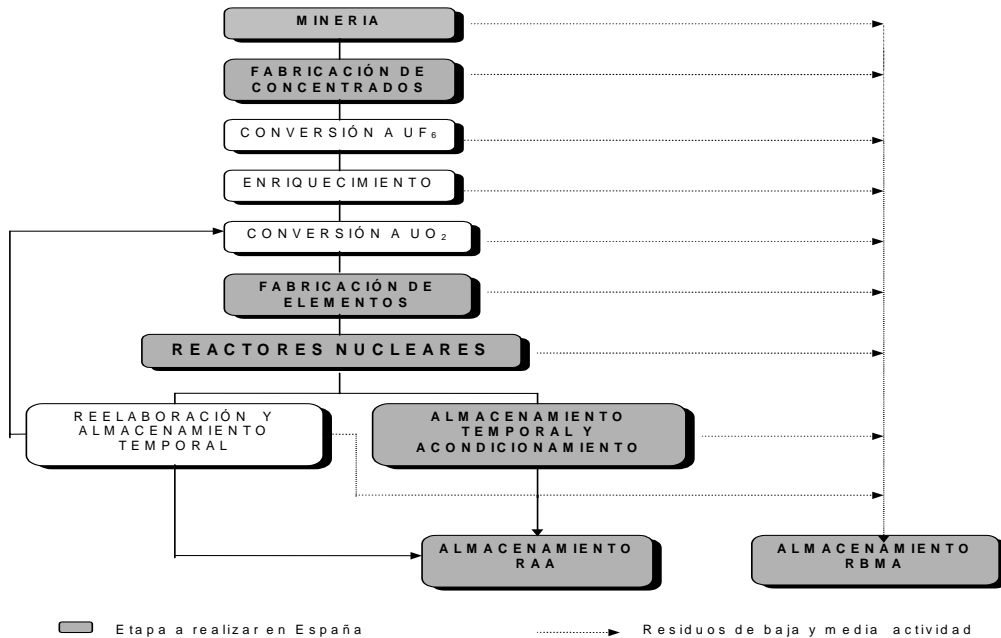 MINERIA
FABRICACIÓN DE
CONCENTRADOS
CONVERSIÓN A UF₆
ENRIQUECIMIENTO
CONVERSIÓN A UO₂
FABRICACIÓN DE
ELEMENTOS
REACTORES NUCLEARES
REELABORACIÓN Y
ALMACENAMIENTO
TEMPORAL
ALMACENAMIENTO
TEMPORAL Y
ACONDICIONAMIENTO
ALMACENAMIENTO
RAA
ALMACENAMIENTO
RBMA
Etapa a realizar en España
Residuos de baja y media actividad